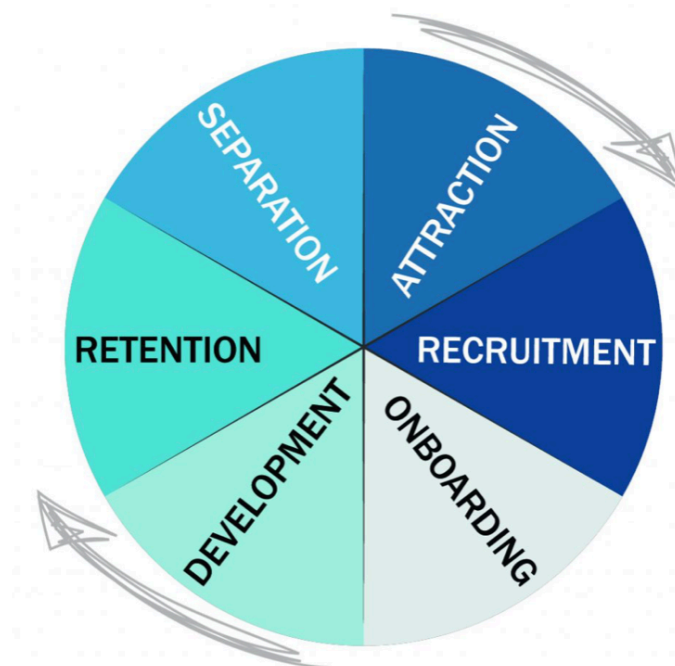 ATTRACTION
RECRUITMENT
ONBOARDING
DEVELOPMENT
RETENTION
SEPARATION